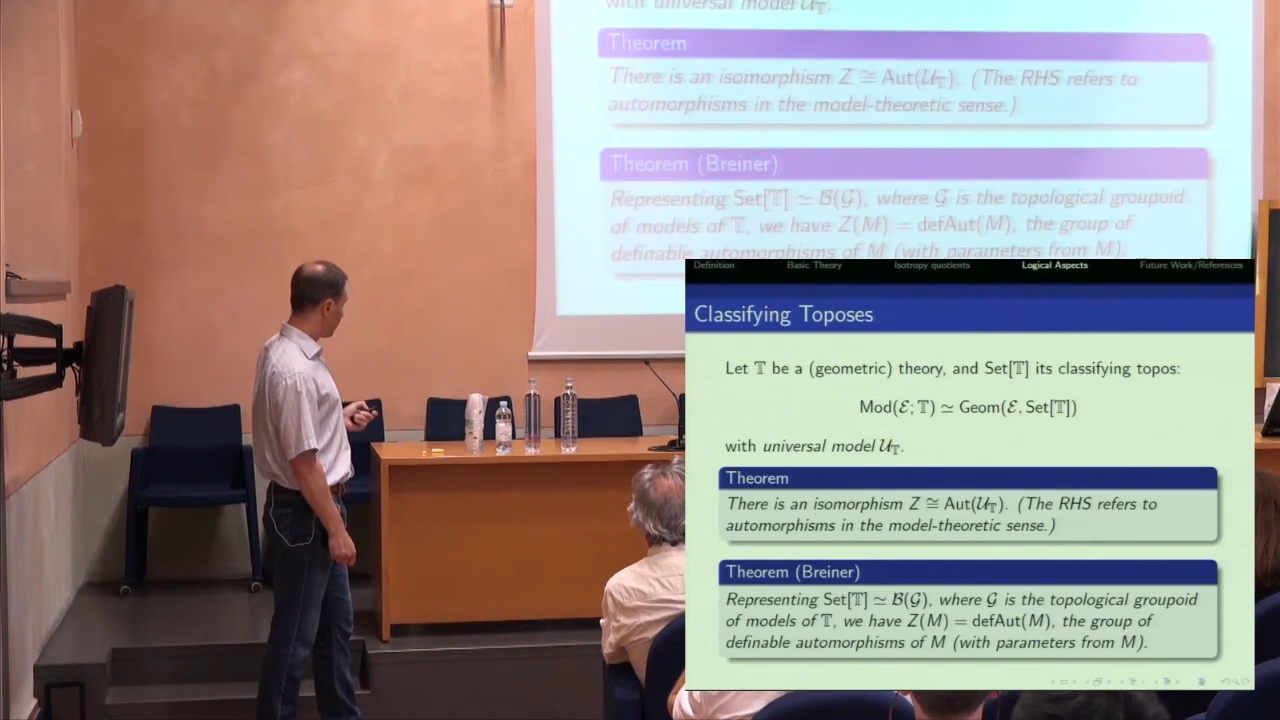 with universal model 𝒰_𝕋.
Theorem
There is an isomorphism Z ≅ Aut(𝒰_𝕋). (The RHS refers to
automorphisms in the model-theoretic sense.)
Theorem (Breiner)
Representing Set[𝕋] ≃ ℬ(𝒢), where 𝒢 is the topological groupoid
of models of 𝕋, we have Z(M) = defAut(M), the group of
definable automorphisms of M (with parameters from M).
Definition Basic Theory Isotropy quotients Logical Aspects Future Work/References
Classifying Toposes
Let 𝕋 be a (geometric) theory, and Set[𝕋] its classifying topos:
Mod(ℰ; 𝕋) ≃ Geom(ℰ, Set[𝕋])
with universal model 𝒰_𝕋.
Theorem
There is an isomorphism Z ≅ Aut(𝒰_𝕋). (The RHS refers to
automorphisms in the model-theoretic sense.)
Theorem (Breiner)
Representing Set[𝕋] ≃ ℬ(𝒢), where 𝒢 is the topological groupoid
of models of 𝕋, we have Z(M) = defAut(M), the group of
definable automorphisms of M (with parameters from M).